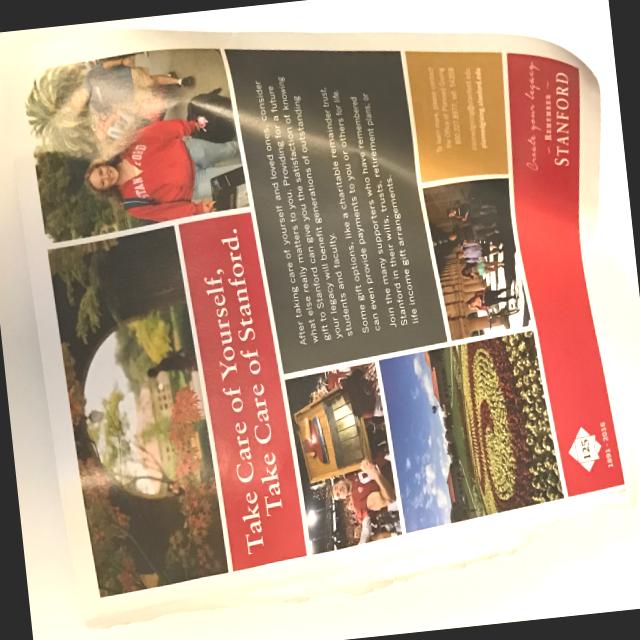 STANFORD
Take Care of Yourself,
Take Care of Stanford.
After taking care of yourself and loved ones, consider
what else really matters to you. Providing for a future
gift to Stanford can give you the satisfaction of knowing
your legacy will benefit generations of outstanding
students and faculty.
Some gift options, like a charitable remainder trust,
can even provide payments to you or others for life.
Join the many supporters who have remembered
Stanford in their wills, trusts, retirement plans, or
life income gift arrangements.
Create your legacy
– REMEMBER –
STANFORD
125
1891 - 2016